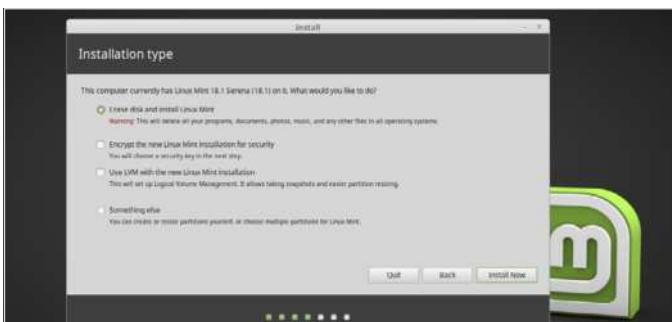 Install
Installation type
This computer currently has Linux Mint 18.1 Serena (18.1) on it. What would you like to do?
Erase disk and install Linux Mint
Warning: This will delete all your programs, documents, photos, music, and any other files in all operating systems.
Encrypt the new Linux Mint installation for security
You will choose a security key in the next step.
Use LVM with the new Linux Mint installation
This will set up Logical Volume Management. It allows taking snapshots and easier partition resizing.
Something else
You can create or resize partitions yourself, or choose multiple partitions for Linux Mint.
Quit Back Install Now